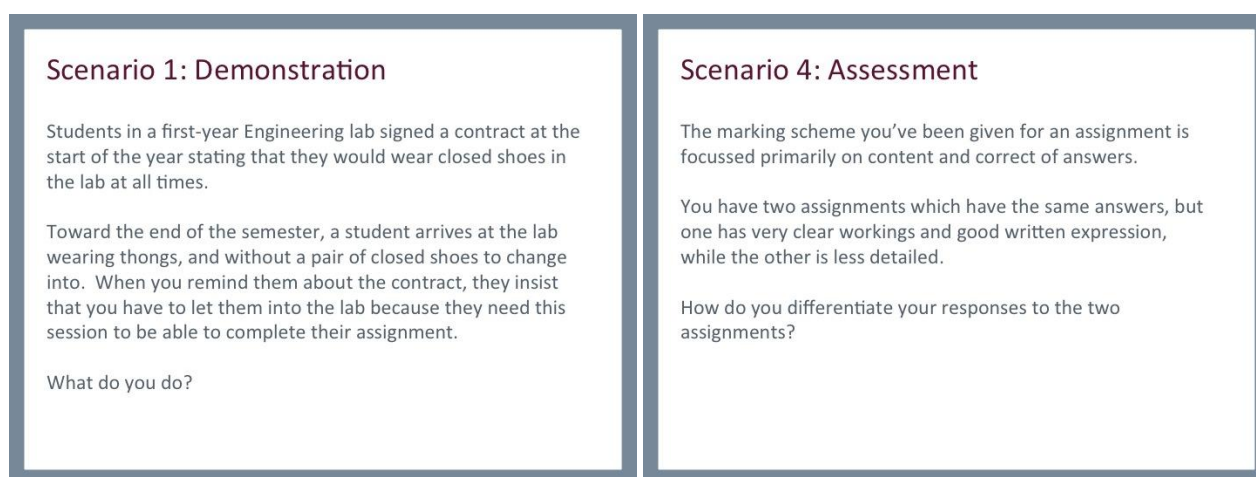 Scenario 1: Demonstration
Students in a first-year Engineering lab signed a contract at the
start of the year stating that they would wear closed shoes in
the lab at all times.
Toward the end of the semester, a student arrives at the lab
wearing thongs, and without a pair of closed shoes to change
into.  When you remind them about the contract, they insist
that you have to let them into the lab because they need this
session to be able to complete their assignment.
What do you do?
Scenario 4: Assessment
The marking scheme you’ve been given for an assignment is
focussed primarily on content and correct of answers.
You have two assignments which have the same answers, but
one has very clear workings and good written expression,
while the other is less detailed.
How do you differentiate your responses to the two
assignments?